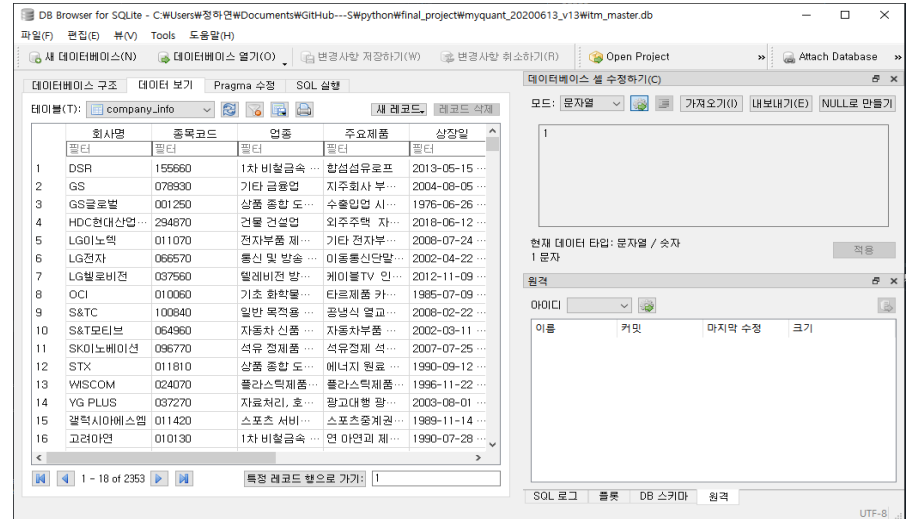 DB Browser for SQLite - C:₩Users₩정하연₩Documents₩GitHub---S₩python₩final_project₩myquant_20200613_v13₩itm_master.db
파일(F) 편집(E) 뷰(V) Tools 도움말(H)
새 데이터베이스(N) 데이터베이스 열기(O) 변경사항 저장하기(W) 변경사항 취소하기(R) Open Project » Attach Database »
데이터베이스 구조 데이터 보기 Pragma 수정 SQL 실행
테이블(T): company_info 새 레코드 레코드 삭제
회사명 종목코드 업종 주요제품 상장일
필터 필터 필터 필터 필터
1 DSR 155660 1차 비철금속 ... 합섬섬유로프 2013-05-15 ...
2 GS 078930 기타 금융업 지주회사 부... 2004-08-05 ...
3 GS글로벌 001250 상품 종합 도... 수출입업 시... 1976-06-26 ...
4 HDC현대산업... 294870 건물 건설업 외주주택 자... 2018-06-12 ...
5 LG이노텍 011070 전자부품 제... 기타 전자부... 2008-07-24 ...
6 LG전자 066570 통신 및 방송 ... 이동통신단말... 2002-04-22 ...
7 LG헬로비전 037560 텔레비전 방... 케이블TV 인... 2012-11-09 ...
8 OCI 010060 기초 화학물... 타르제품 카... 1985-07-09 ...
9 S&TC 100840 일반 목적용 ... 공냉식 열교... 2008-02-22 ...
10 S&T모티브 064960 자동차 신품 ... 자동차부품 ... 2002-03-11 ...
11 SK이노베이션 096770 석유 정제품 ... 석유정제 석... 2007-07-25 ...
12 STX 011810 상품 종합 도... 에너지 원료 ... 1990-09-12 ...
13 WISCOM 024070 플라스틱제품... 플라스틱제품... 1996-11-22 ...
14 YG PLUS 037270 자료처리, 호... 광고대행 광... 2003-08-01 ...
15 갤럭시아에스엠 011420 스포츠 서비... 스포츠중계권... 1989-11-14 ...
16 고려아연 010130 1차 비철금속 ... 연 아연괴 제... 1990-07-28 ...
1 - 18 of 2353 특정 레코드 행으로 가기: 1
데이터베이스 셀 수정하기(C)
모드: 문자열 가져오기(I) 내보내기(E) NULL로 만들기
1
현재 데이터 타입: 문자열 / 숫자
1 문자
적용
원격
아이디
이름 커밋 마지막 수정 크기
SQL 로그 플롯 DB 스키마 원격
UTF-8